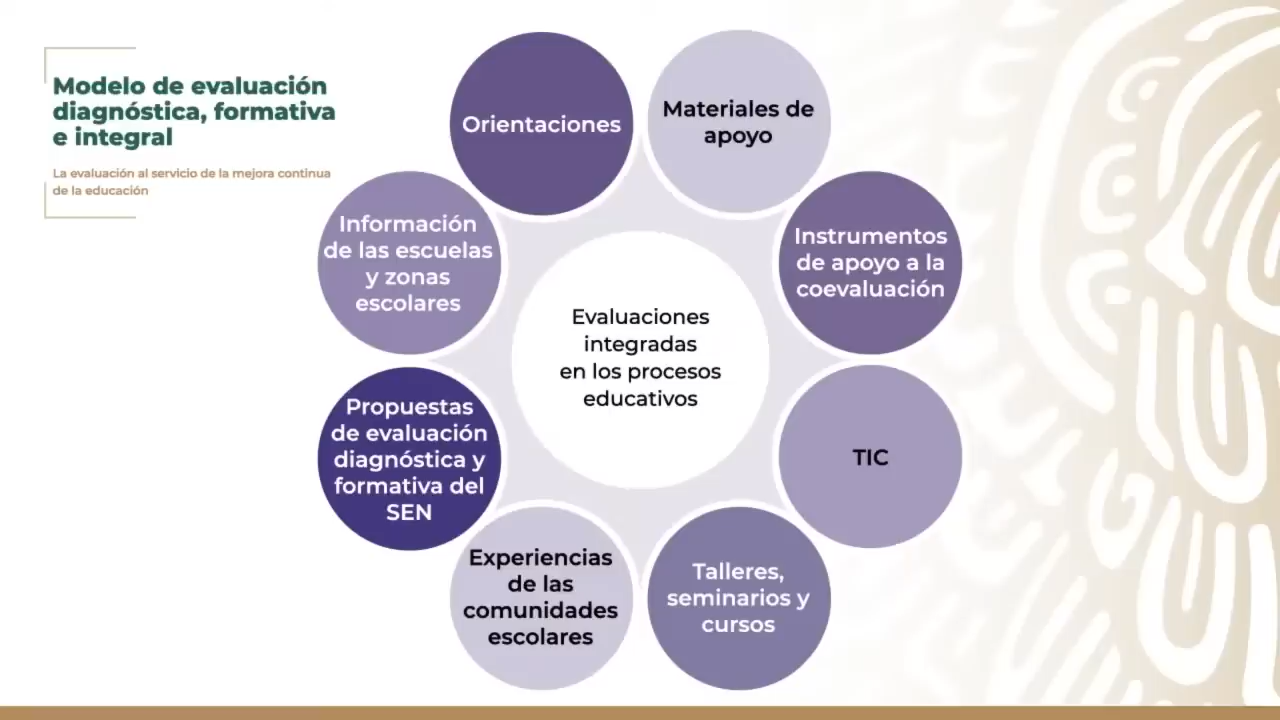 Modelo de evaluación
diagnóstica, formativa
e integral
La evaluación al servicio de la mejora continua
de la educación
Orientaciones
Materiales de
apoyo
Instrumentos
de apoyo a la
coevaluación
TIC
Talleres,
seminarios y
cursos
Experiencias
de las
comunidades
escolares
Propuestas
de evaluación
diagnóstica y
formativa del
SEN
Información
de las escuelas
y zonas
escolares
Evaluaciones
integradas
en los procesos
educativos